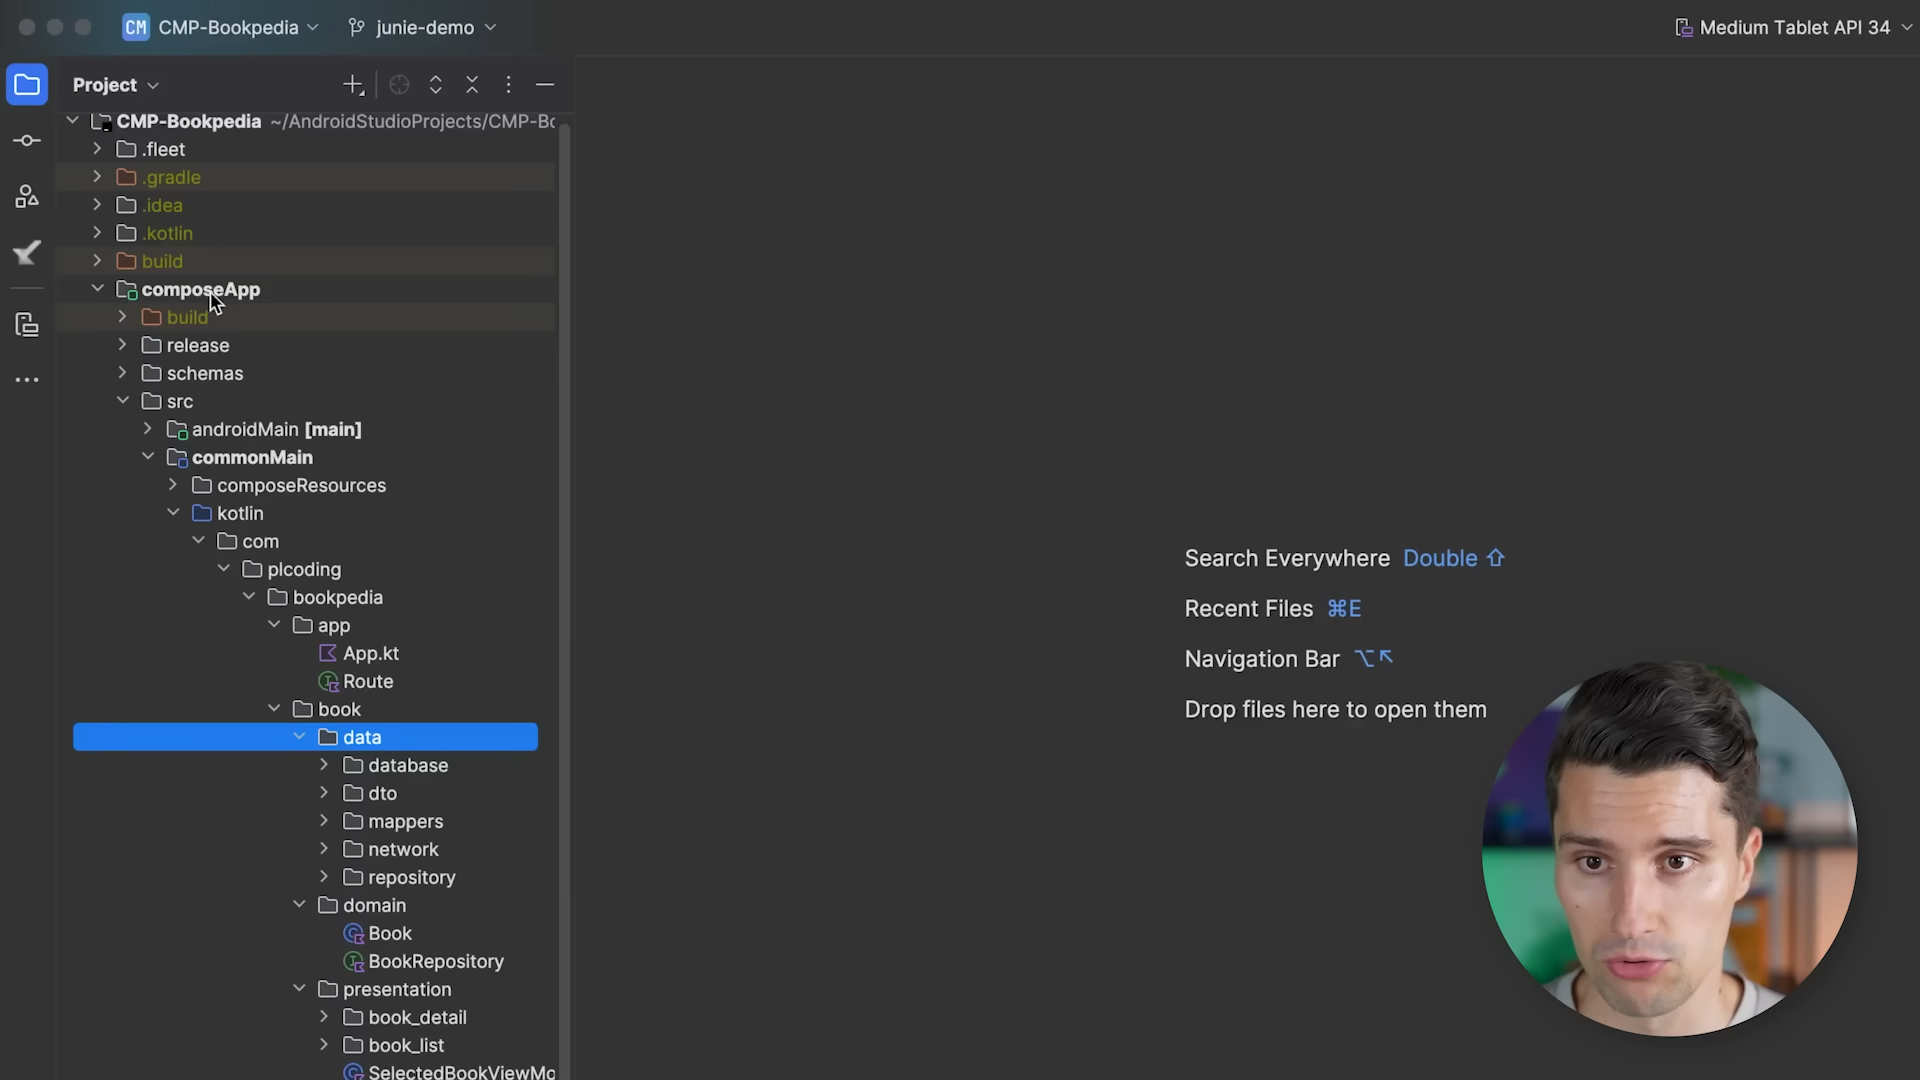 CM CMP-Bookpedia junie-demo Medium Tablet API 34
Project
CMP-Bookpedia ~/AndroidStudioProjects/CMP-Bc
.fleet
.gradle
.idea
.kotlin
build
composeApp
build
release
schemas
src
androidMain [main]
commonMain
composeResources
kotlin
com
plcoding
bookpedia
app
App.kt
Route
book
data
database
dto
mappers
network
repository
domain
Book
BookRepository
presentation
book_detail
book_list
SelectedBookViewMo
Search Everywhere Double ⇧
Recent Files ⌘E
Navigation Bar ⌥↖
Drop files here to open them